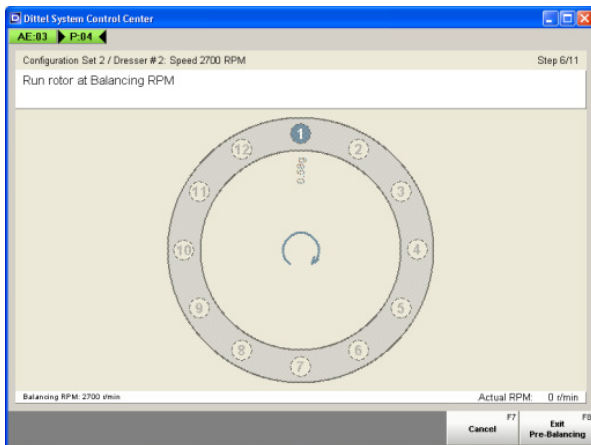 Dittel System Control Center
AE:03 P:04
Configuration Set 2 / Dresser #2: Speed 2700 RPM Step 6/11
Run rotor at Balancing RPM
1
12 2
0.58g
11 3
10 4
9 5
8 6
7
Balancing RPM: 2700 r/min Actual RPM: 0 r/min
F7 F8
Cancel Exit
Pre-Balancing